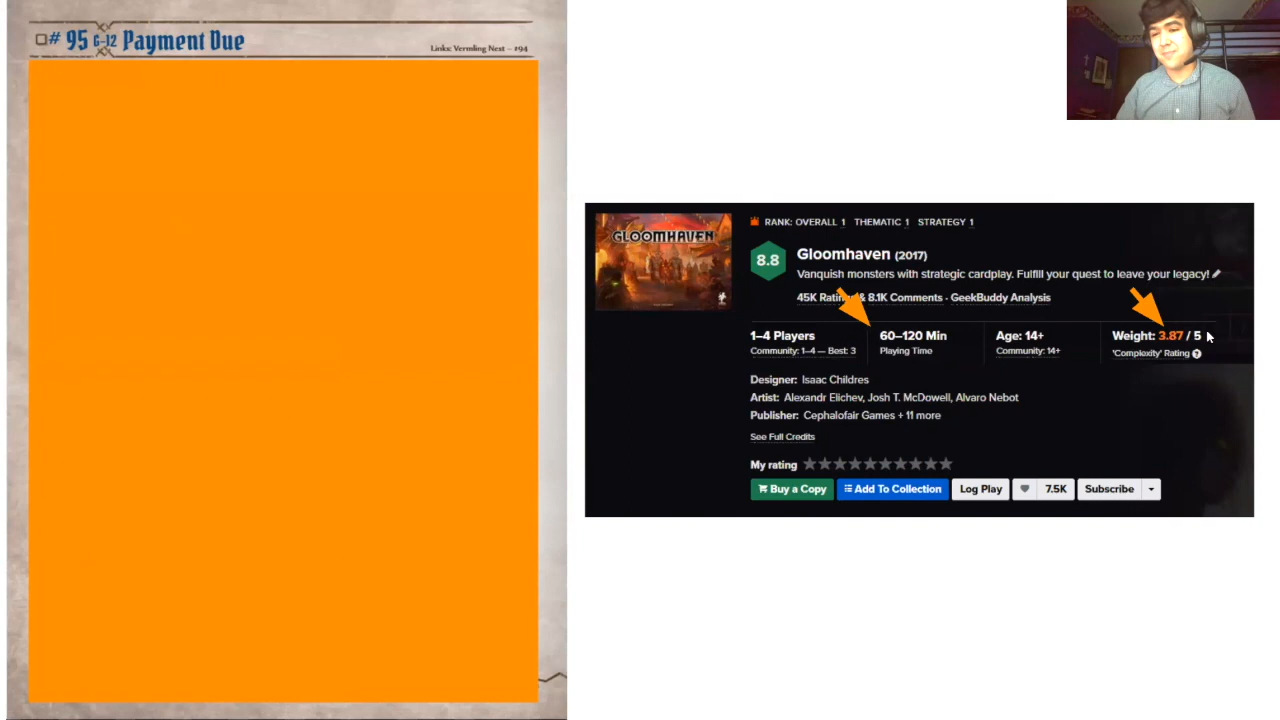 # 95 G-12 Payment Due
Links: Vermling Nest – #94
GLOOMHAVEN
RANK: OVERALL 1 THEMATIC 1 STRATEGY 1
8.8
Gloomhaven (2017)
Vanquish monsters with strategic cardplay. Fulfill your quest to leave your legacy!
45K Ratings & 8.1K Comments · GeekBuddy Analysis
1–4 Players
Community: 1–4 — Best: 3
60–120 Min
Playing Time
Age: 14+
Community: 14+
Weight: 3.87 / 5
'Complexity' Rating ?
Designer: Isaac Childres
Artist: Alexandr Elichev, Josh T. McDowell, Alvaro Nebot
Publisher: Cephalofair Games + 11 more
See Full Credits
My rating
Buy a Copy Add To Collection Log Play 7.5K Subscribe